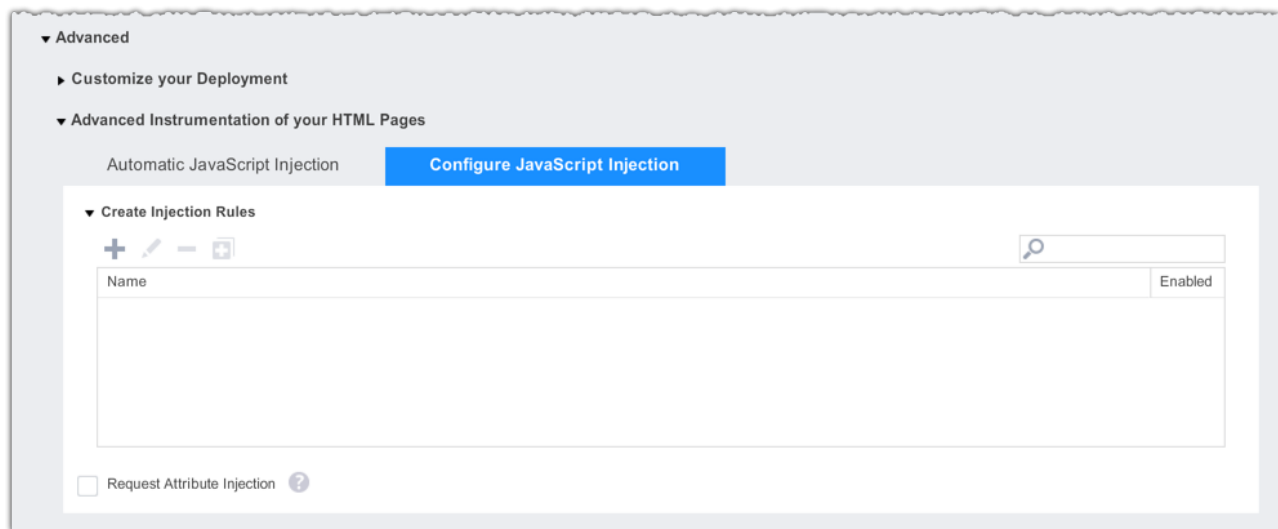 Advanced
Customize your Deployment
Advanced Instrumentation of your HTML Pages
Automatic JavaScript Injection Configure JavaScript Injection
Create Injection Rules
Name Enabled
Request Attribute Injection ?